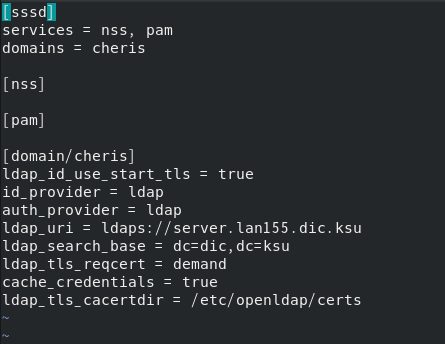 [sssd]
services = nss, pam
domains = cheris
[nss]
[pam]
[domain/cheris]
ldap_id_use_start_tls = true
id_provider = ldap
auth_provider = ldap
ldap_uri = ldaps://server.lan155.dic.ksu
ldap_search_base = dc=dic,dc=ksu
ldap_tls_reqcert = demand
cache_credentials = true
ldap_tls_cacertdir = /etc/openldap/certs
~
~